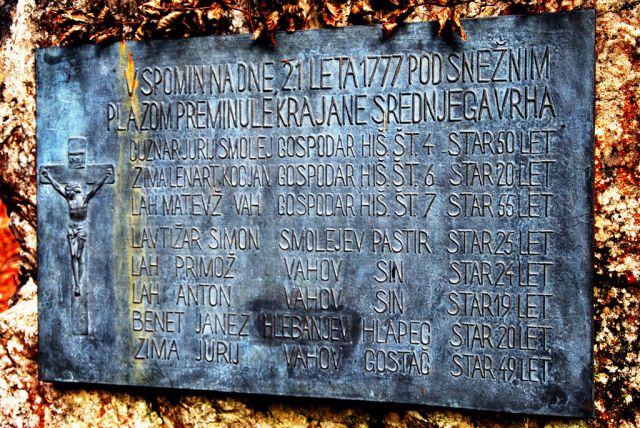 V SPOMIN NA DNE, 21 LETA 1777 POD SNEŽNIM
PLAZOM PREMINULE KRAJANE SREDNJEGA VRHA
OUZNAR JURIJ SMOLEJ GOSPODAR HIŠ. ŠT. 4 STAR 60 LET
ZIMA LENART KOCJAN GOSPODAR HIŠ. ŠT. 6 STAR 20 LET
LAH MATEVŽ VAH GOSPODAR HIŠ. ŠT. 7 STAR 55 LET
LAVTIŽAR SIMON SMOLEJEV PASTIR STAR 25 LET
LAH PRIMOŽ VAHOV SIN STAR 24 LET
LAH ANTON VAHOV SIN STAR 19 LET
BENET JANEZ HLEBANJEV HLAPEC STAR 20 LET
ZIMA JURIJ VAHOV GOSTAČ STAR 49 LET
INRI